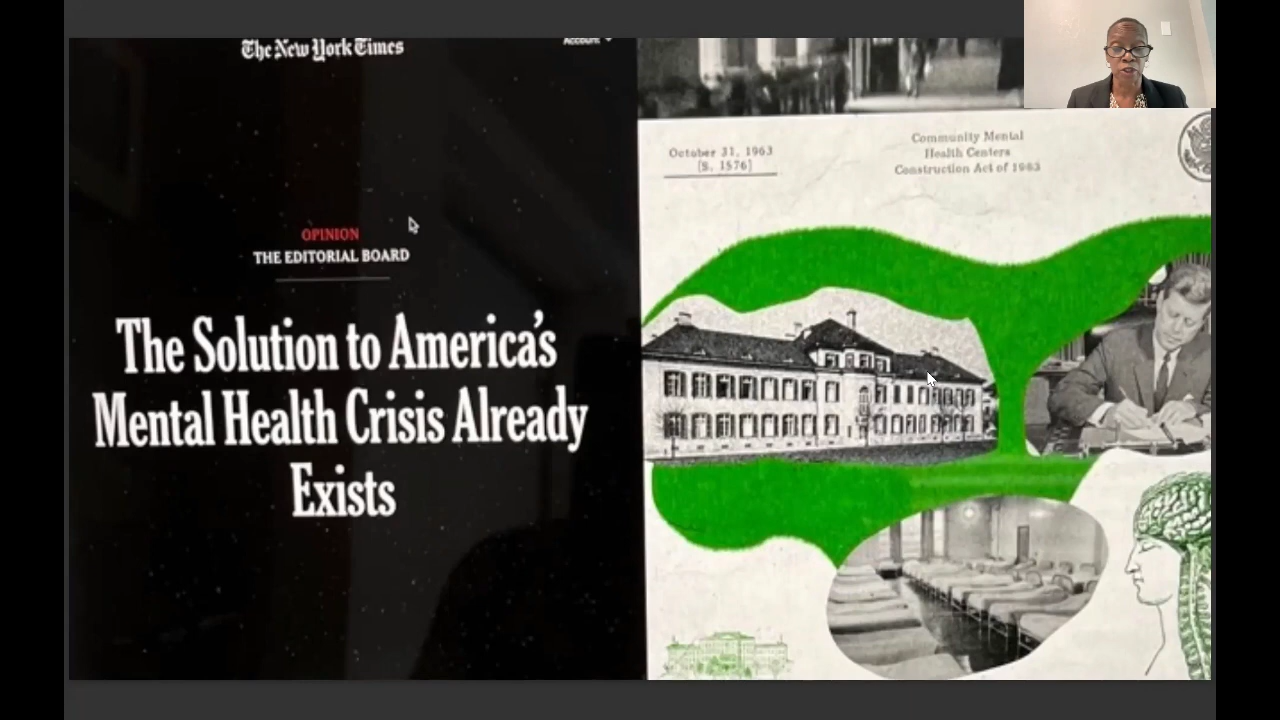 The New York Times
Account
OPINION
THE EDITORIAL BOARD
The Solution to America's
Mental Health Crisis Already
Exists
October 31, 1963
[S. 1576]
Community Mental
Health Centers
Construction Act of 1963